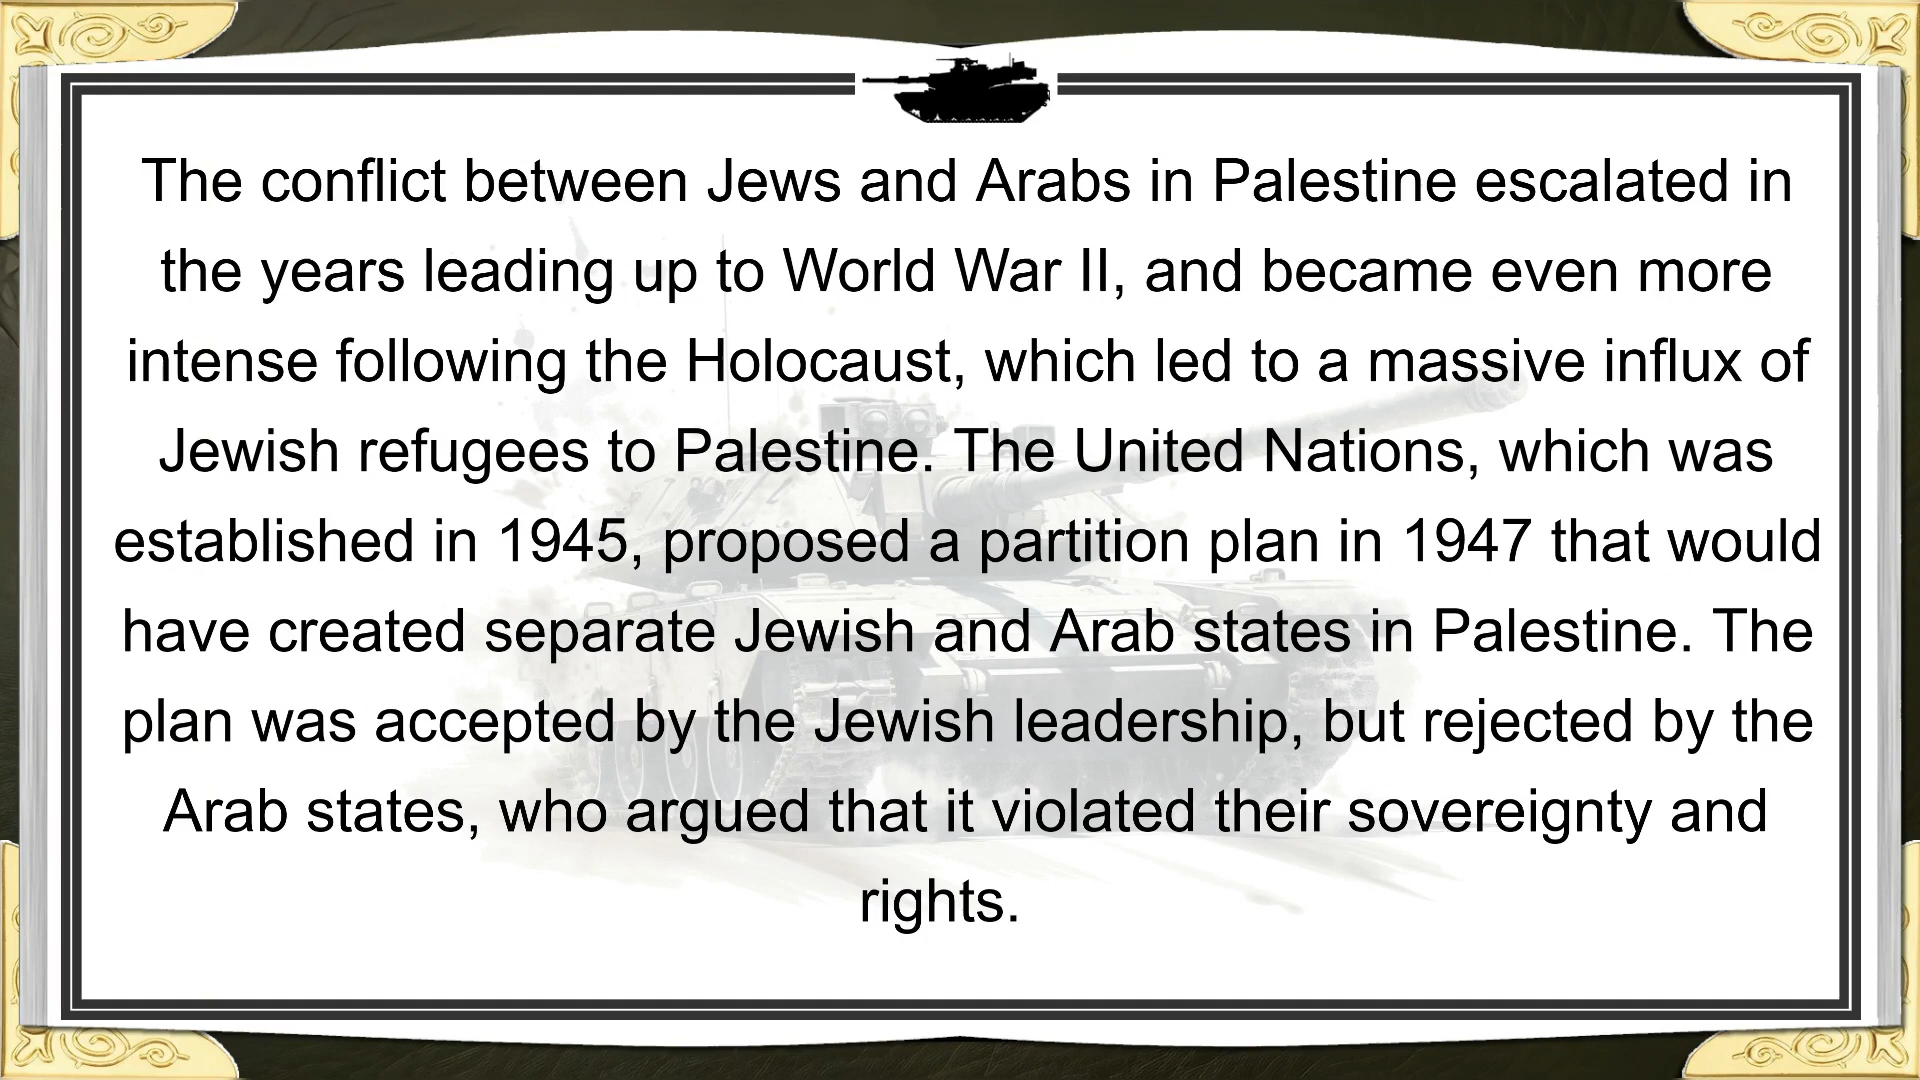 The conflict between Jews and Arabs in Palestine escalated in
the years leading up to World War II, and became even more
intense following the Holocaust, which led to a massive influx of
Jewish refugees to Palestine. The United Nations, which was
established in 1945, proposed a partition plan in 1947 that would
have created separate Jewish and Arab states in Palestine. The
plan was accepted by the Jewish leadership, but rejected by the
Arab states, who argued that it violated their sovereignty and
rights.